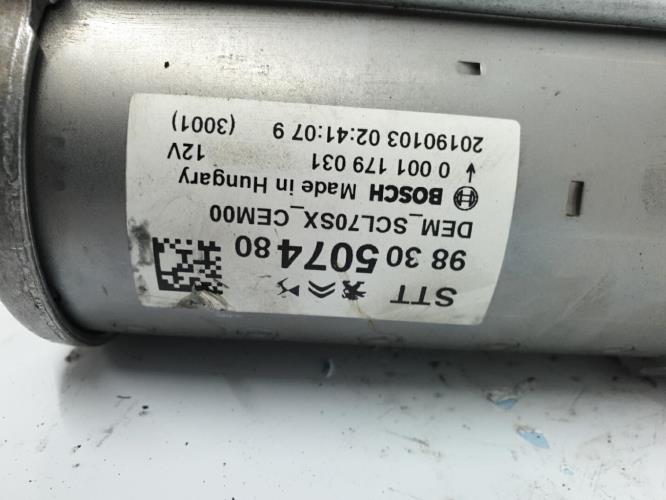 STT
98 30 5074 80
DEM_SCL70SX_CEM00
BOSCH Made in Hungary
0 001 179 031 12V
20190103 02:41:07 9 (3001)